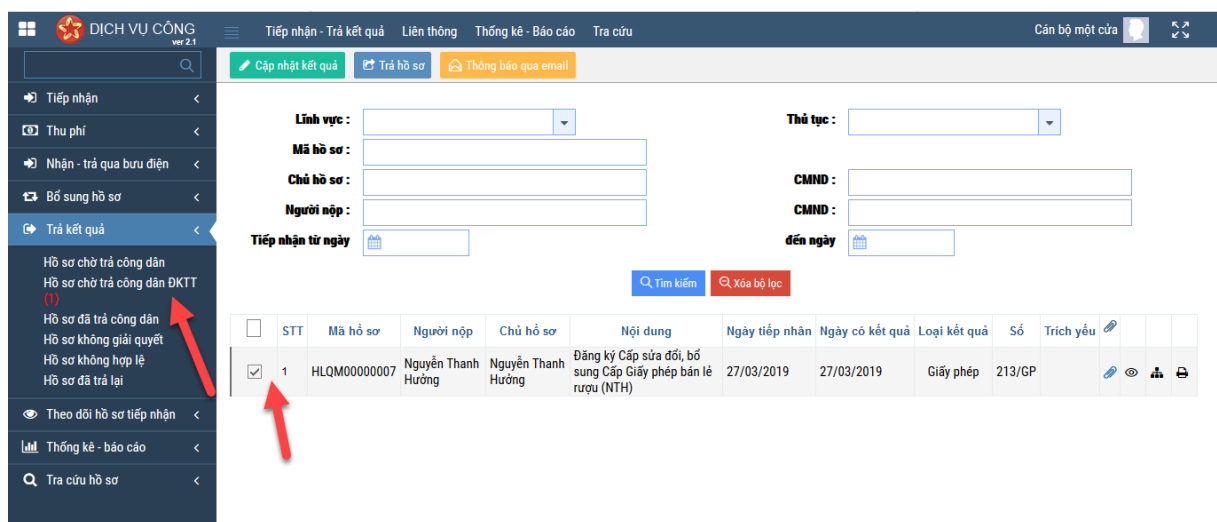 DỊCH VỤ CÔNG
ver 2.1
Tiếp nhận - Trả kết quả Liên thông Thống kê - Báo cáo Tra cứu Cán bộ một cửa
Cập nhật kết quả Trả hồ sơ Thông báo qua email
Tiếp nhận
Thu phí
Nhận - trả qua bưu điện
Bổ sung hồ sơ
Trả kết quả
Hồ sơ chờ trả công dân
Hồ sơ chờ trả công dân ĐKTT
(1)
Hồ sơ đã trả công dân
Hồ sơ không giải quyết
Hồ sơ không hợp lệ
Hồ sơ đã trả lại
Theo dõi hồ sơ tiếp nhận
Thống kê - báo cáo
Tra cứu hồ sơ
Lĩnh vực : Thủ tục :
Mã hồ sơ :
Chủ hồ sơ : CMND :
Người nộp : CMND :
Tiếp nhận từ ngày đến ngày
Tìm kiếm Xóa bộ lọc
STT Mã hồ sơ Người nộp Chủ hồ sơ Nội dung Ngày tiếp nhận Ngày có kết quả Loại kết quả Số Trích yếu
1 HLQM00000007 Nguyễn Thanh Hưởng Nguyễn Thanh Hưởng Đăng ký Cấp sửa đổi, bổ sung Cấp Giấy phép bán lẻ rượu (NTH) 27/03/2019 27/03/2019 Giấy phép 213/GP